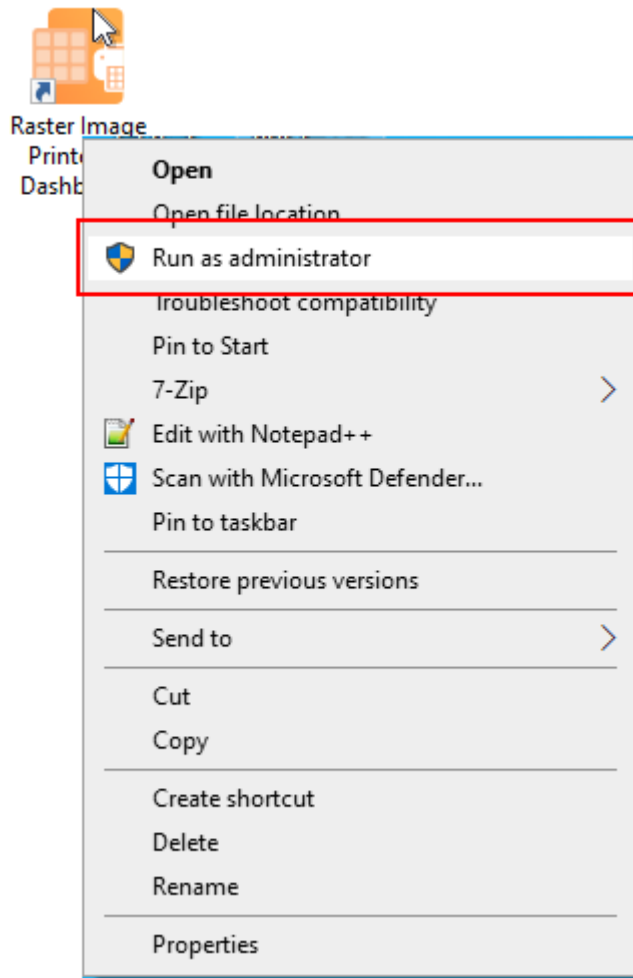 Raster Image
Printe
Dashb
Open
Open file location
Run as administrator
Troubleshoot compatibility
Pin to Start
7-Zip
Edit with Notepad++
Scan with Microsoft Defender...
Pin to taskbar
Restore previous versions
Send to
Cut
Copy
Create shortcut
Delete
Rename
Properties